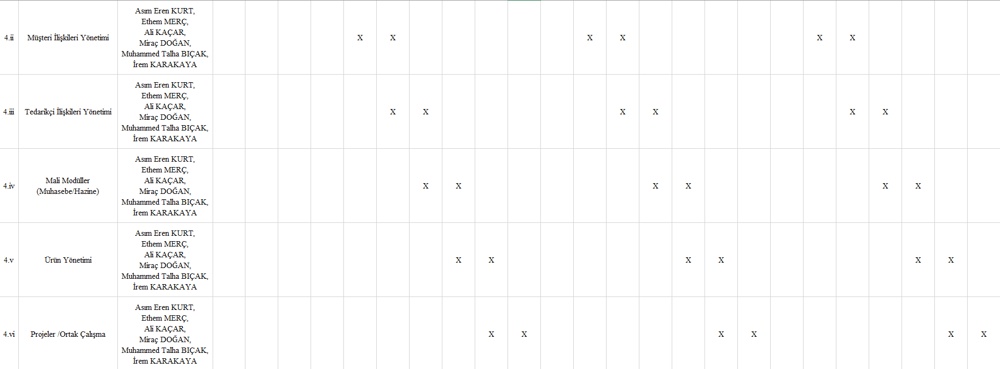 Asım Eren KURT,
Ethem MERÇ,
Ali KAÇAR,
4.ii Müşteri İlişkileri Yönetimi Miraç DOĞAN, X X X X X X
Muhammed Talha BIÇAK,
İrem KARAKAYA
Asım Eren KURT,
Ethem MERÇ,
Ali KAÇAR,
4.iii Tedarikçi İlişkileri Yönetimi Miraç DOĞAN, X X X X X X
Muhammed Talha BIÇAK,
İrem KARAKAYA
Asım Eren KURT,
Ethem MERÇ,
Ali KAÇAR,
4.iv Mali Modüller
(Muhasebe/Hazine) Miraç DOĞAN, X X X X X X
Muhammed Talha BIÇAK,
İrem KARAKAYA
Asım Eren KURT,
Ethem MERÇ,
Ali KAÇAR,
4.v Ürün Yönetimi Miraç DOĞAN, X X X X X X
Muhammed Talha BIÇAK,
İrem KARAKAYA
Asım Eren KURT,
Ethem MERÇ,
Ali KAÇAR,
4.vi Projeler /Ortak Çalışma Miraç DOĞAN, X X X X X X
Muhammed Talha BIÇAK,
İrem KARAKAYA